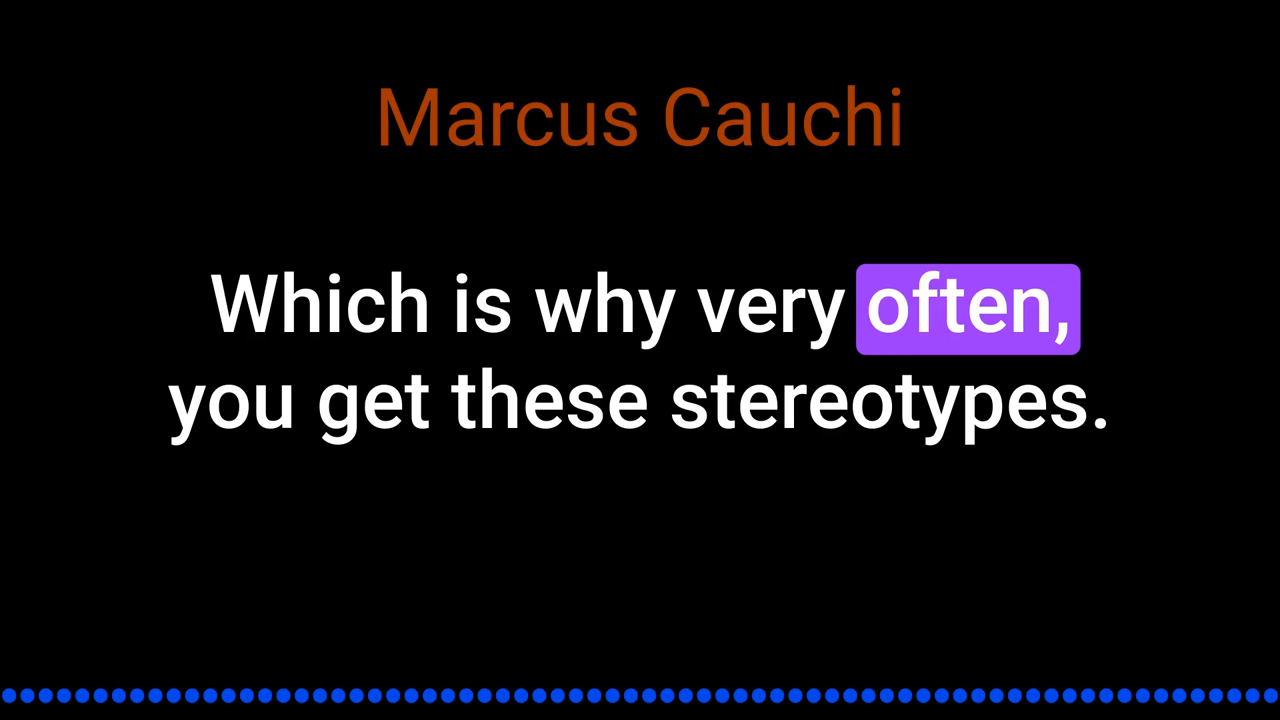 Marcus Cauchi
Which is why very often,
you get these stereotypes.